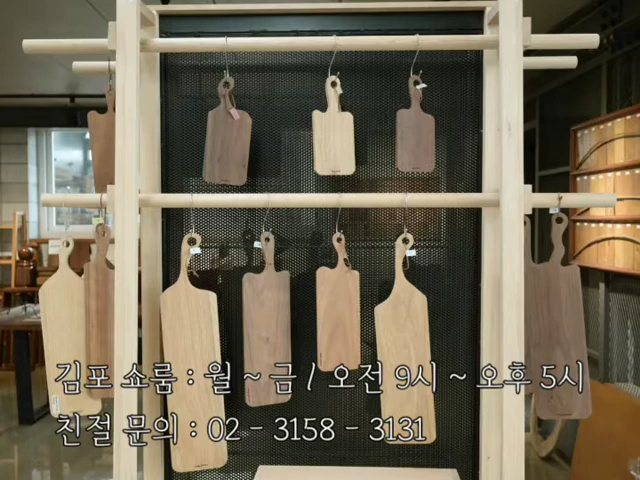 김포 쇼룸 : 월 ~ 금 / 오전 9시 ~ 오후 5시
친절 문의 : 02 - 3158 - 3131